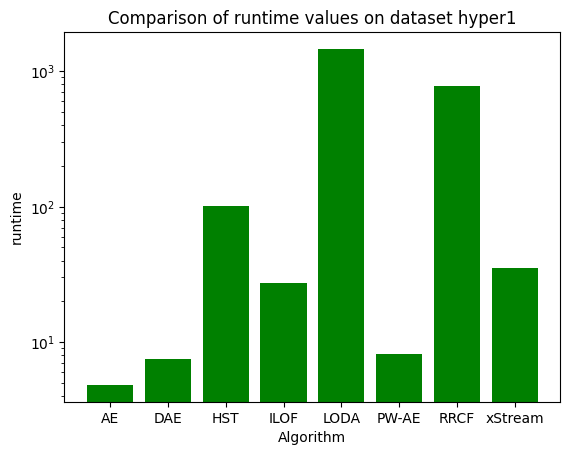 Comparison of runtime values on dataset hyper1
10³
10²
10¹
runtime
AE DAE HST ILOF LODA PW-AE RRCF xStream
Algorithm